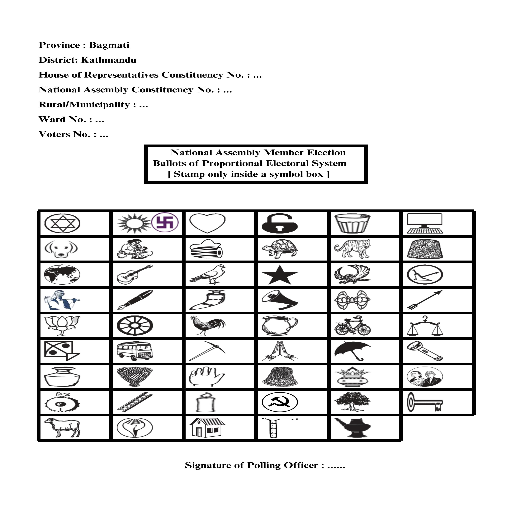 Province : Bagmati
District: Kathmandu
House of Representatives Constituency No. : ...
National Assembly Constituency No. : ...
Rural/Municipality : ...
Ward No. : ...
Voters No. : ...
National Assembly Member Election
Ballots of Proportional Electoral System
[ Stamp only inside a symbol box ]
Signature of Polling Officer : ......